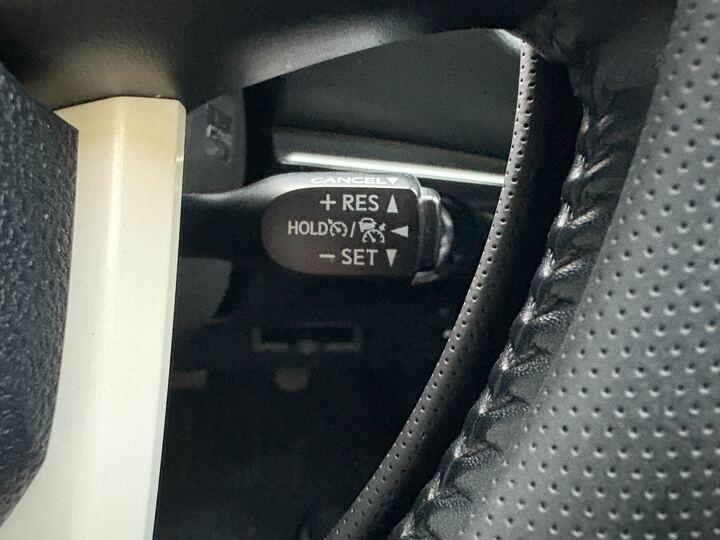 CANCEL▼
+ RES ▲
HOLD / ◀
− SET ▼